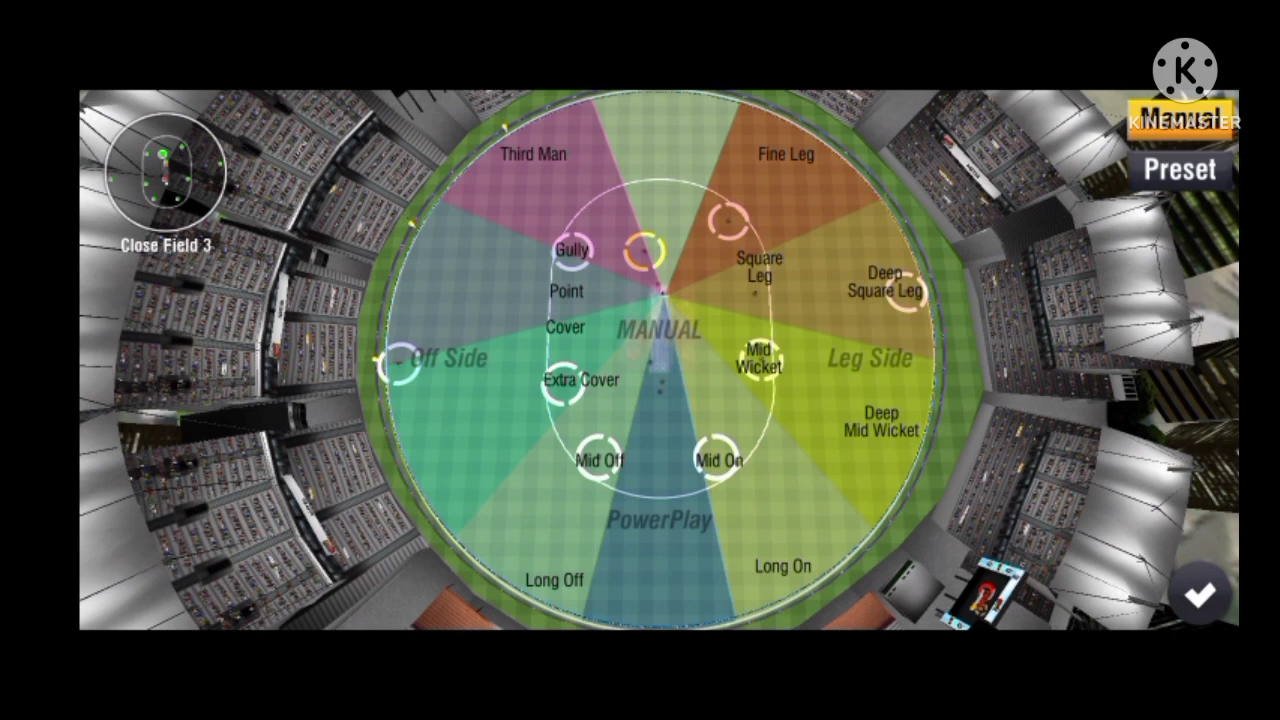 KINEMASTER
Manual
Preset
Close Field 3
Third Man
Fine Leg
Gully
Square
Leg
Deep
Square Leg
Point
Cover
MANUAL
Off Side
Mid
Wicket
Leg Side
Extra Cover
Deep
Mid Wicket
Mid Off
Mid On
PowerPlay
Long On
Long Off